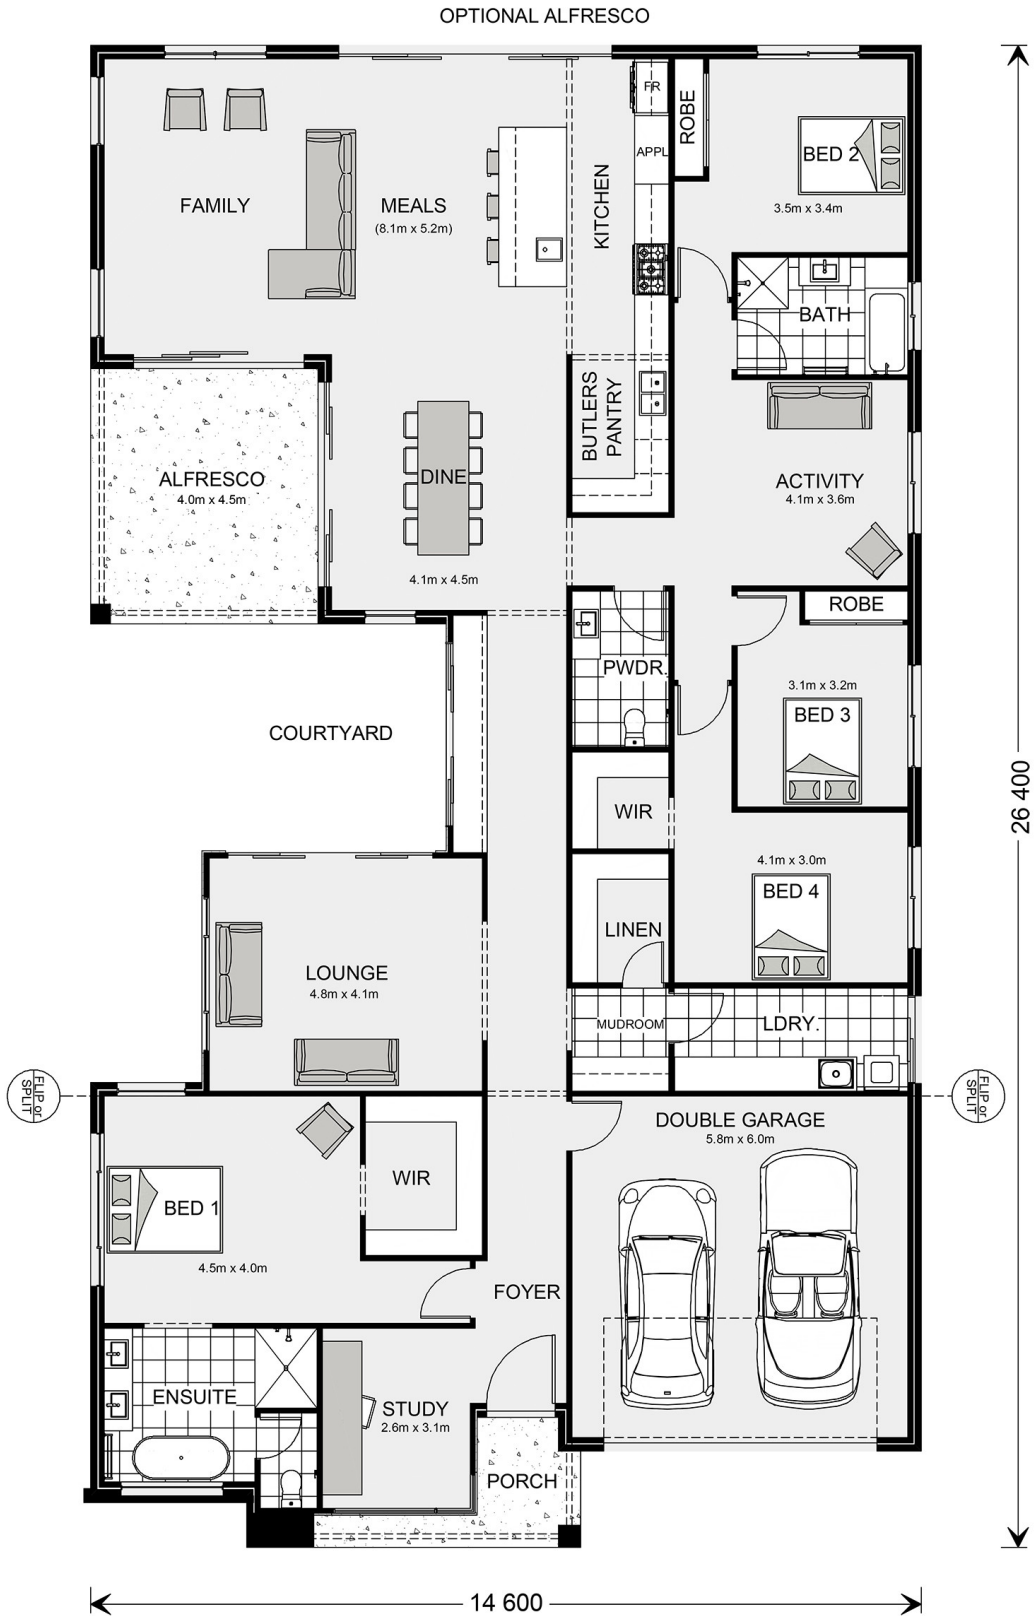 OPTIONAL ALFRESCO
FAMILY
MEALS
(8.1m x 5.2m)
KITCHEN
FR
APPL
ROBE
BED 2
3.5m x 3.4m
BATH
BUTLERS
PANTRY
ALFRESCO
4.0m x 4.5m
DINE
4.1m x 4.5m
ACTIVITY
4.1m x 3.6m
ROBE
PWDR.
3.1m x 3.2m
BED 3
COURTYARD
26 400
WIR
4.1m x 3.0m
BED 4
LINEN
LOUNGE
4.8m x 4.1m
MUDROOM
LDRY.
FLIP or
SPLIT
FLIP or
SPLIT
DOUBLE GARAGE
5.8m x 6.0m
WIR
BED 1
4.5m x 4.0m
FOYER
ENSUITE
STUDY
2.6m x 3.1m
PORCH
14 600